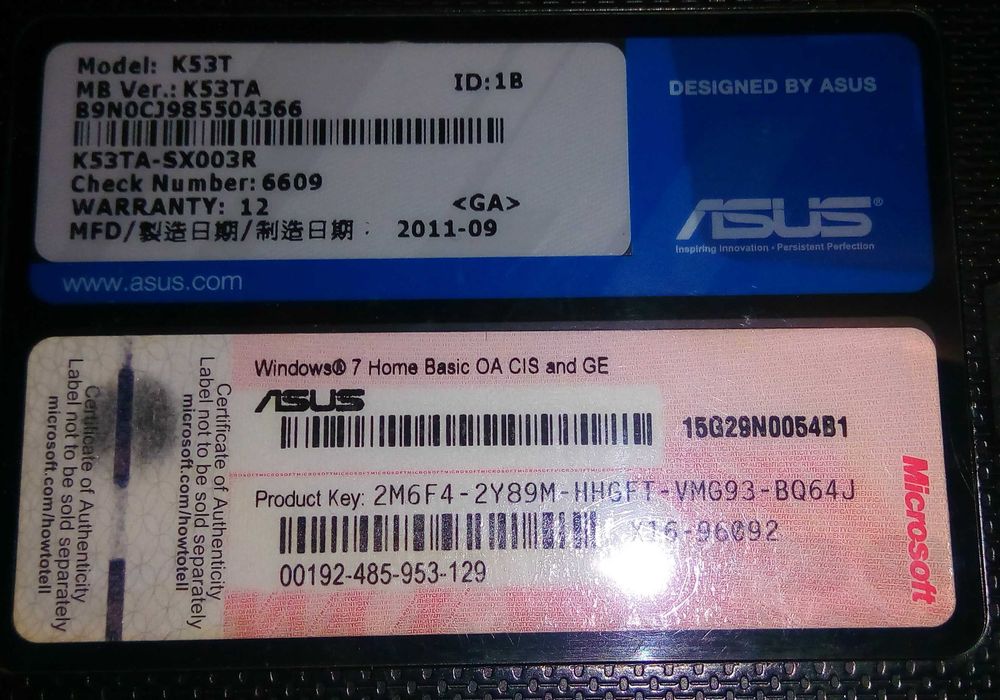 Model: K53T
MB Ver.: K53TA
ID:1B
B9N0CJ985504366
K53TA-SX003R
Check Number: 6609
WARRANTY: 12
<GA>
MFD/製造日期/制造日期: 2011-09
www.asus.com
DESIGNED BY ASUS
ASUS®
Inspiring Innovation • Persistent Perfection
Certificate of Authenticity
Label not to be sold separately
microsoft.com/howtotell
Certificate of Authenticity
Label not to be sold separately
microsoft.com/howtotell
Windows® 7 Home Basic OA CIS and GE
ASUS
15G29N0054B1
Product Key: 2M6F4-2Y89M-HHGFT-VMG93-BQ64J
X16-96092
00192-485-953-129
Microsoft